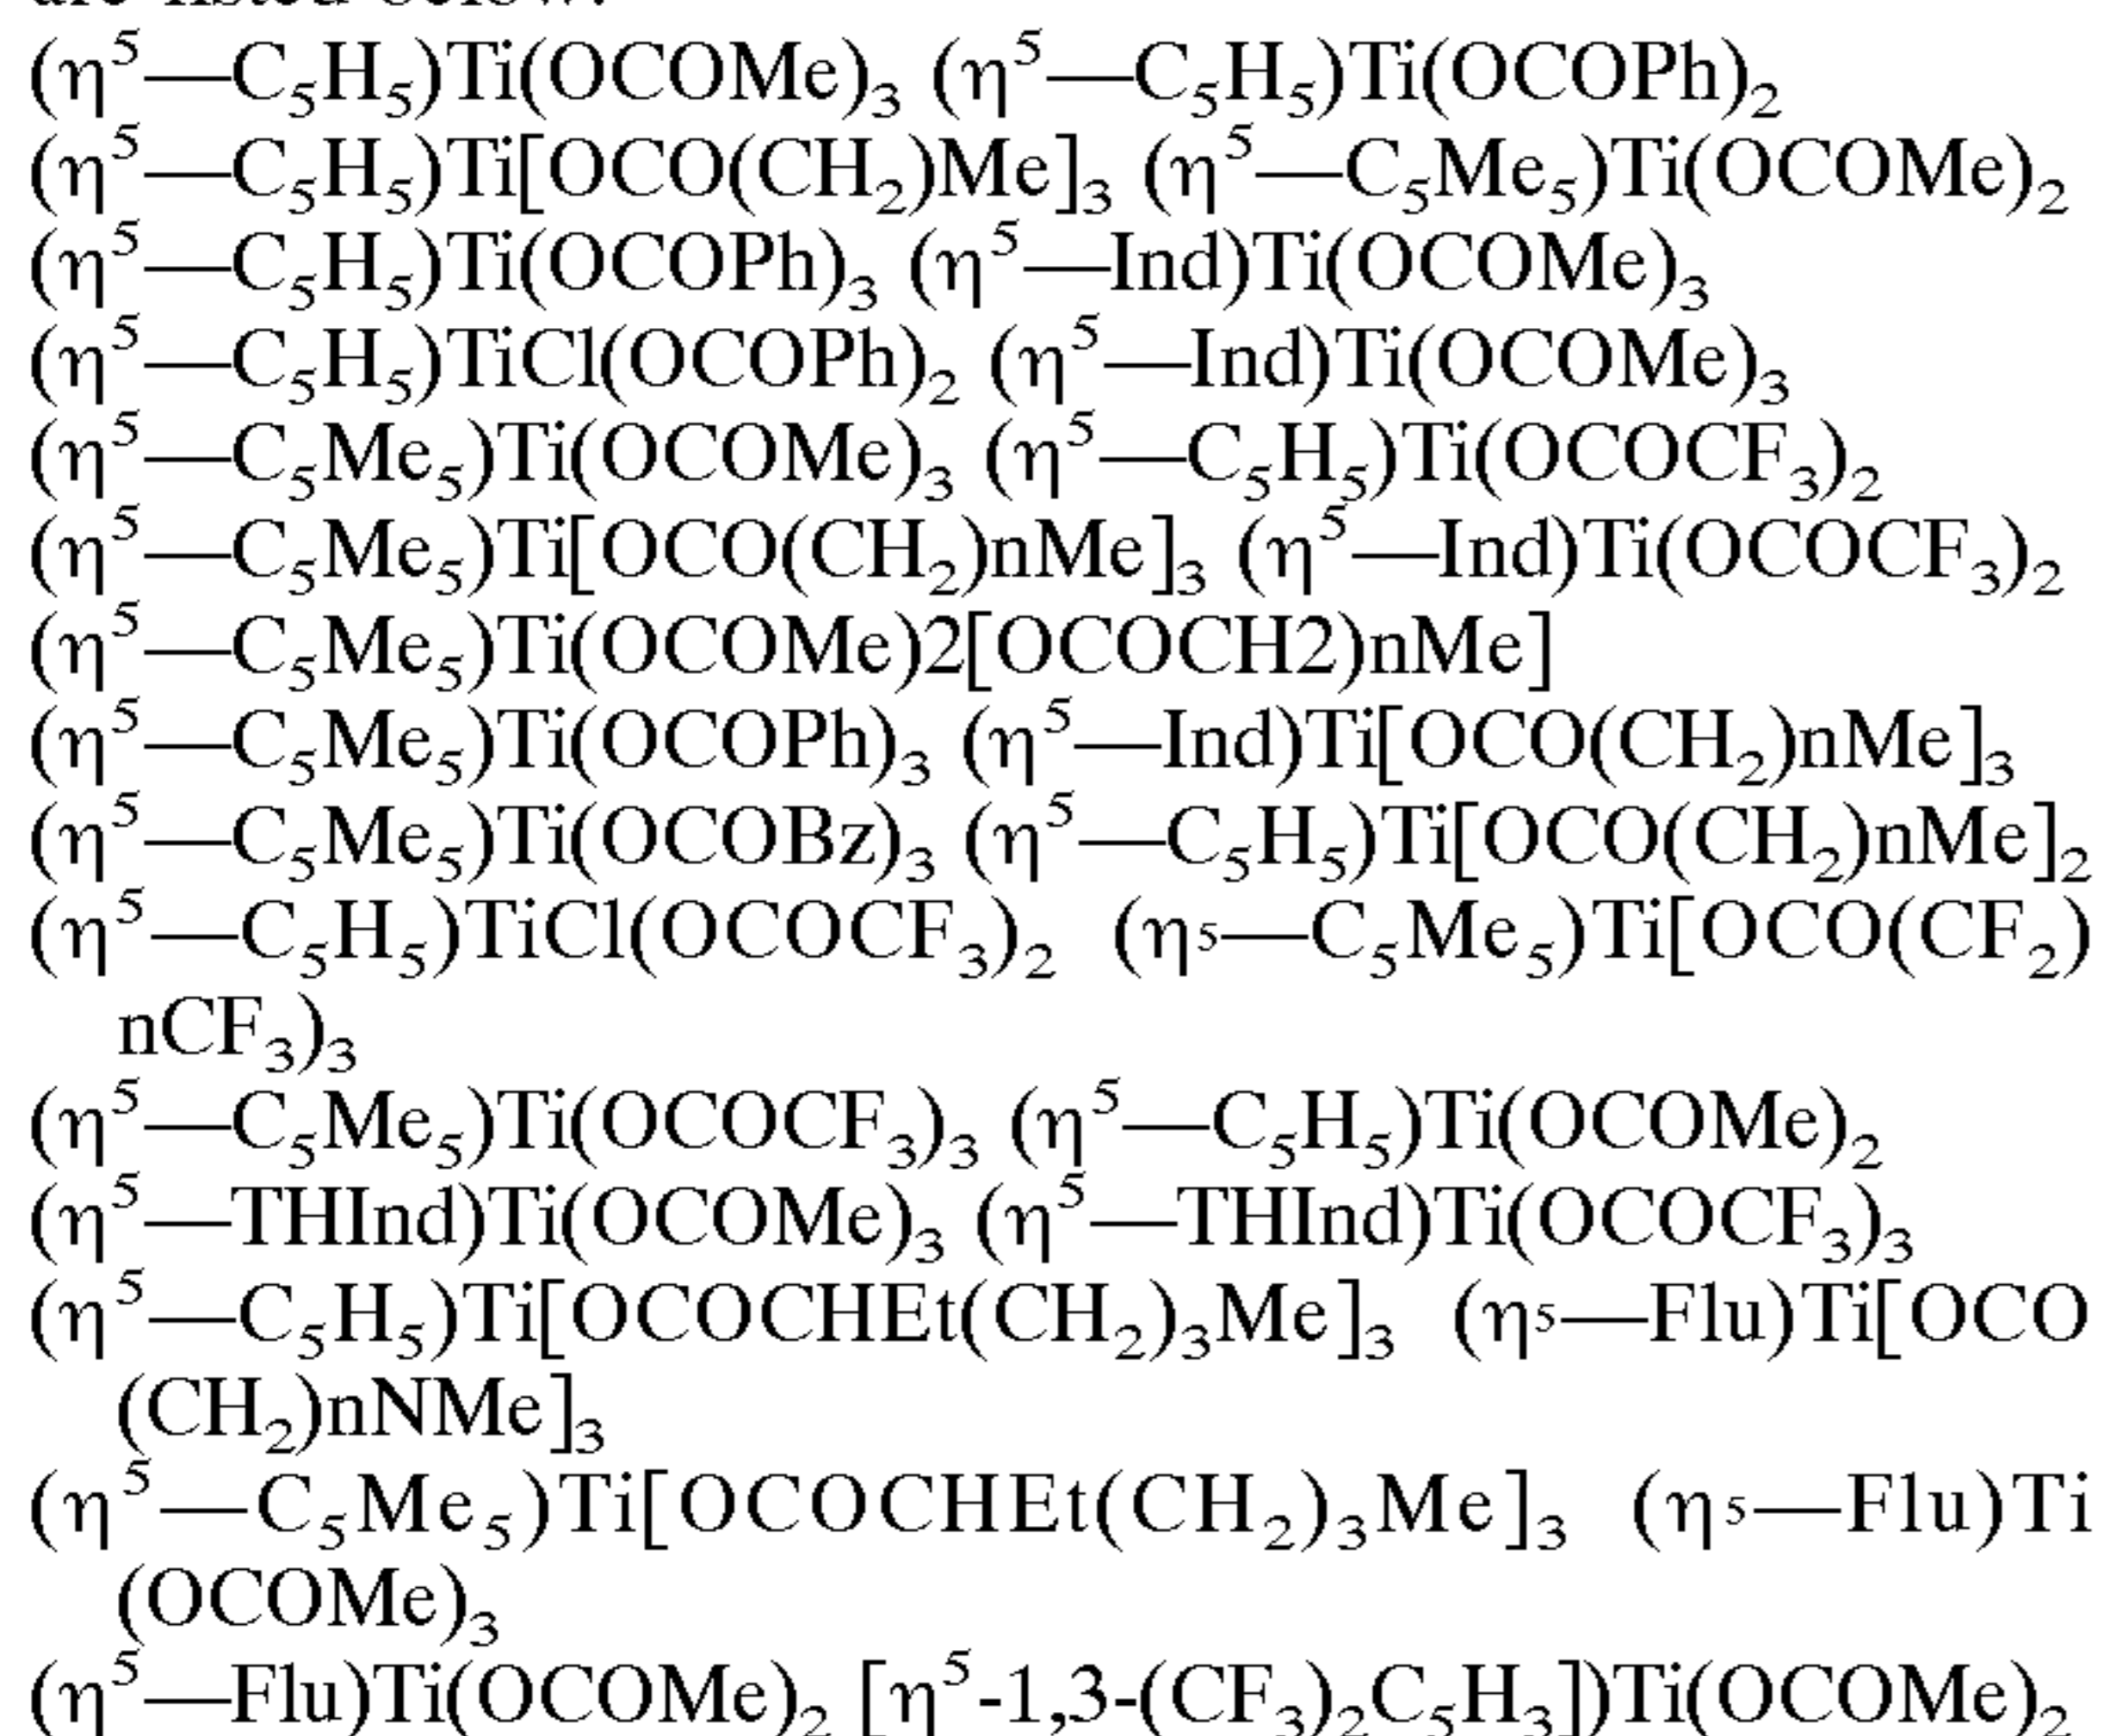 are listed below:
(η⁵—C₅H₅)Ti(OCOMe)₃ (η⁵—C₅H₅)Ti(OCOPh)₂
(η⁵—C₅H₅)Ti[OCO(CH₂)Me]₃ (η⁵—C₅Me₅)Ti(OCOMe)₂
(η⁵—C₅H₅)Ti(OCOPh)₃ (η⁵—Ind)Ti(OCOMe)₃
(η⁵—C₅H₅)TiCl(OCOPh)₂ (η⁵—Ind)Ti(OCOMe)₃
(η⁵—C₅Me₅)Ti(OCOMe)₃ (η⁵—C₅H₅)Ti(OCOCF₃)₂
(η⁵—C₅Me₅)Ti[OCO(CH₂)nMe]₃ (η⁵—Ind)Ti(OCOCF₃)₂
(η⁵—C₅Me₅)Ti(OCOMe)2[OCOCH2)nMe]
(η⁵—C₅Me₅)Ti(OCOPh)₃ (η⁵—Ind)Ti[OCO(CH₂)nMe]₃
(η⁵—C₅Me₅)Ti(OCOBz)₃ (η⁵—C₅H₅)Ti[OCO(CH₂)nMe]₂
(η⁵—C₅H₅)TiCl(OCOCF₃)₂ (η₅—C₅Me₅)Ti[OCO(CF₂)
nCF₃)₃
(η⁵—C₅Me₅)Ti(OCOCF₃)₃ (η⁵—C₅H₅)Ti(OCOMe)₂
(η⁵—THInd)Ti(OCOMe)₃ (η⁵—THInd)Ti(OCOCF₃)₃
(η⁵—C₅H₅)Ti[OCOCHEt(CH₂)₃Me]₃ (η₅—Flu)Ti[OCO
(CH₂)nNMe]₃
(η⁵—C₅Me₅)Ti[OCOCHEt(CH₂)₃Me]₃ (η₅—Flu)Ti
(OCOMe)₃
(η⁵—Flu)Ti(OCOMe)₂ [η⁵-1,3-(CF₃)₂C₅H₃])Ti(OCOMe)₂